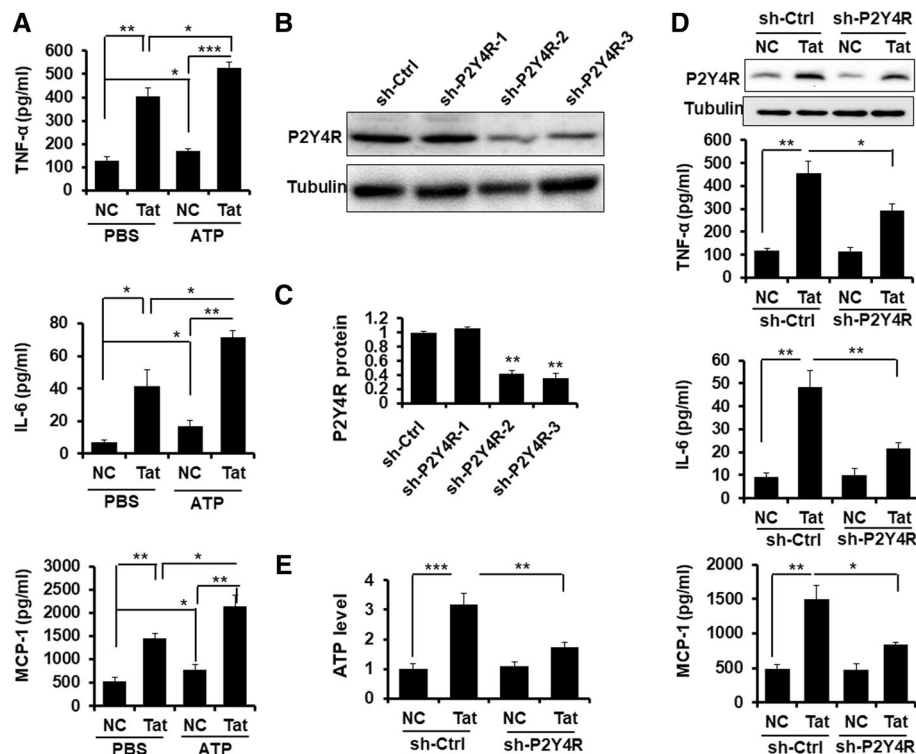 A
TNF-α (pg/ml)
600
500
400
300
200
100
0
**
*
*
***
NC Tat NC Tat
PBS ATP
IL-6 (pg/ml)
80
60
40
20
0
*
*
*
**
NC Tat NC Tat
PBS ATP
MCP-1 (pg/ml)
3000
2500
2000
1500
1000
500
0
**
*
*
**
NC Tat NC Tat
PBS ATP
B
sh-Ctrl
sh-P2Y4R-1
sh-P2Y4R-2
sh-P2Y4R-3
P2Y4R
Tubulin
C
P2Y4R protein
1.2
1
0.8
0.6
0.4
0.2
0
**
**
sh-Ctrl
sh-P2Y4R-1
sh-P2Y4R-2
sh-P2Y4R-3
E
ATP level
4
3
2
1
0
***
**
NC Tat NC Tat
sh-Ctrl sh-P2Y4R
D
sh-Ctrl sh-P2Y4R
NC Tat NC Tat
P2Y4R
Tubulin
TNF-α (pg/ml)
600
500
400
300
200
100
0
**
*
NC Tat NC Tat
sh-Ctrl sh-P2Y4R
IL-6 (pg/ml)
60
50
40
30
20
10
0
**
**
NC Tat NC Tat
sh-Ctrl sh-P2Y4R
MCP-1 (pg/ml)
2000
1500
1000
500
0
**
*
NC Tat NC Tat
sh-Ctrl sh-P2Y4R